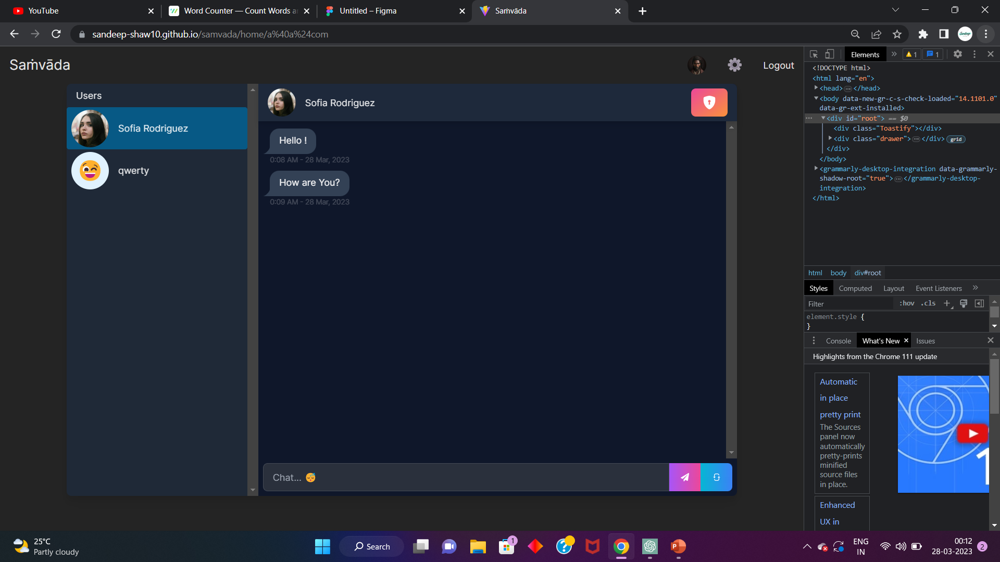 YouTube
Word Counter — Count Words a
Untitled – Figma
Saṁvāda
sandeep-shaw10.github.io/samvada/home/a%40a%24com
Saṁvāda
Logout
Users
Sofia Rodriguez
qwerty
Sofia Rodriguez
Hello !
0:08 AM - 28 Mar, 2023
How are You?
0:09 AM - 28 Mar, 2023
Chat... 😴
Elements
1
1
<!DOCTYPE html>
<html lang="en">
<head>…</head>
<body data-new-gr-c-s-check-loaded="14.1101.0"
data-gr-ext-installed>
<div id="root"> == $0
<div class="Toastify"></div>
<div class="drawer">…</div> grid
</div>
</body>
<grammarly-desktop-integration data-grammarly-
shadow-root="true">…</grammarly-desktop-
integration>
</html>
html body div#root
Styles Computed Layout Event Listeners
Filter :hov .cls
element.style {
}
Console What's New Issues
Highlights from the Chrome 111 update
Automatic
in place
pretty print
The Sources
panel now
automatically
pretty-prints
minified
source files
in place.
Enhanced
UX in
25°C
Partly cloudy
Search
1
ENG
IN
00:12
28-03-2023
2